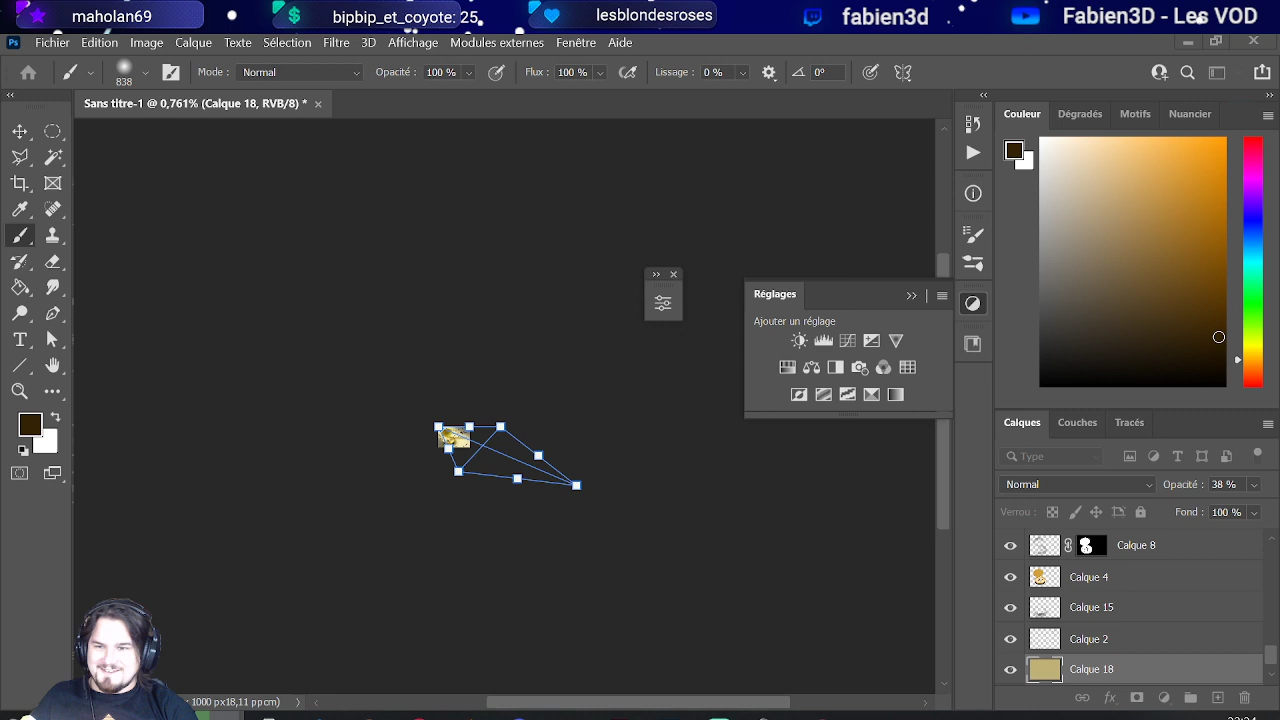 maholan69
bipbip_et_coyote: 25
lesblondesroses
fabien3d
Fabien3D - Les VOD
Ps
Fichier
Edition
Image
Calque
Texte
Sélection
Filtre
3D
Affichage
Modules externes
Fenêtre
Aide
838
Mode :
Normal
Opacité :
100 %
Flux :
100 %
Lissage :
0 %
0°
Sans titre-1 @ 0,761% (Calque 18, RVB/8) *
Couleur
Dégradés
Motifs
Nuancier
Réglages
Ajouter un réglage
Calques
Couches
Tracés
Type
Normal
Opacité :
38 %
Verrou :
Fond :
100 %
Calque 8
Calque 4
Calque 15
Calque 2
Calque 18
1000 px18,11 ppcm)